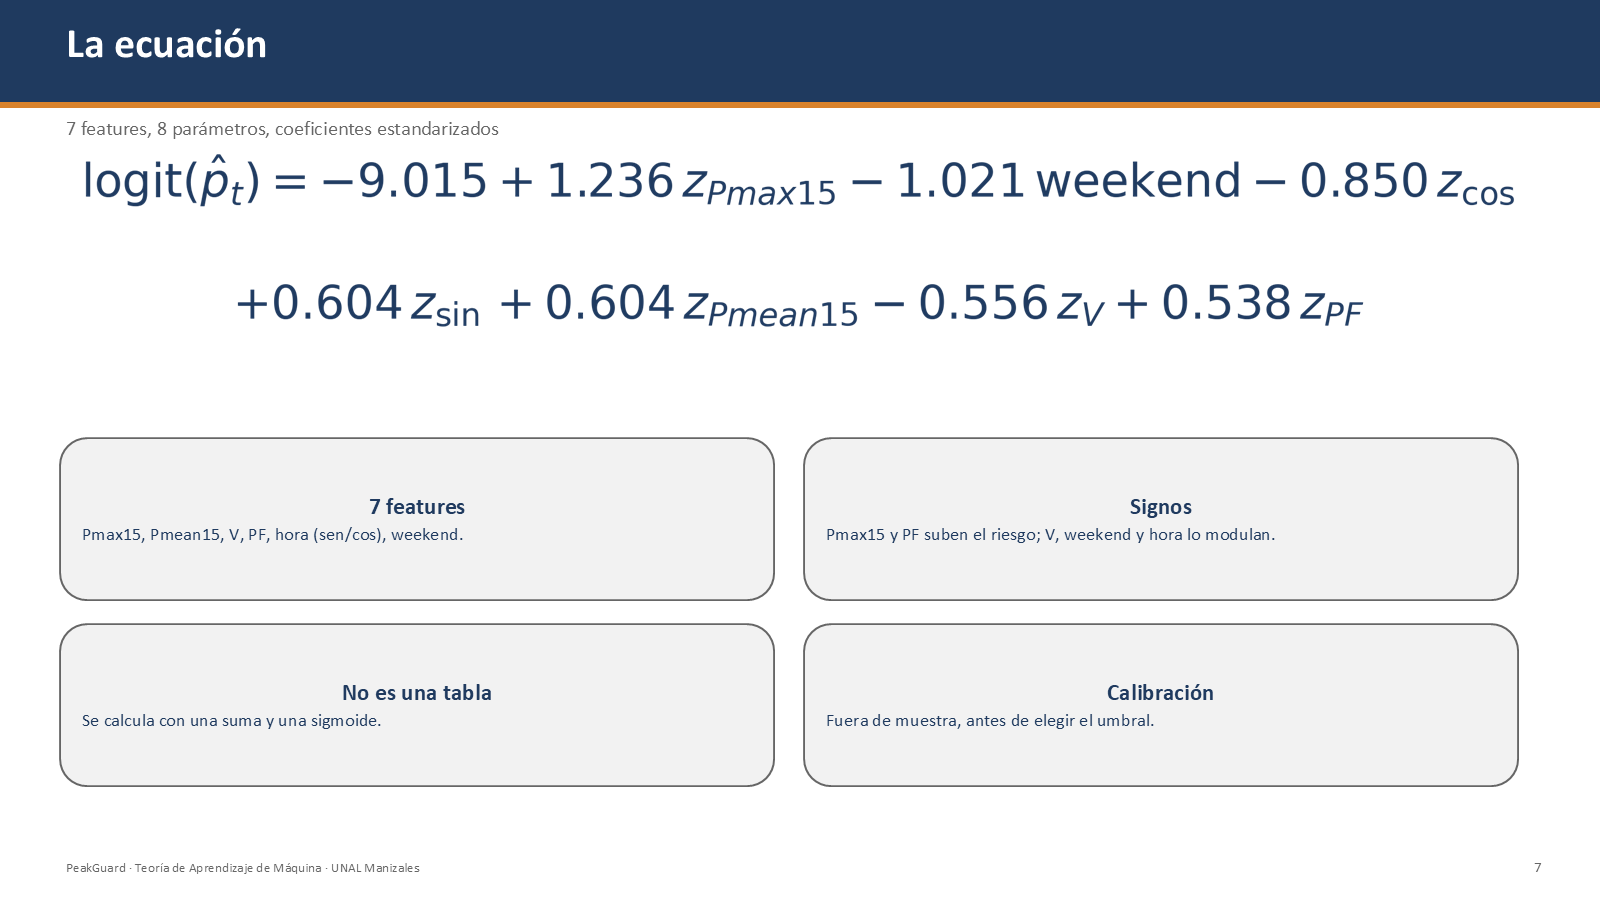 La ecuación
7 features, 8 parámetros, coeficientes estandarizados
logit(p̂_t) = −9.015 + 1.236 z_Pmax15 − 1.021 weekend − 0.850 z_cos
+0.604 z_sin + 0.604 z_Pmean15 − 0.556 z_V + 0.538 z_PF
7 features
Pmax15, Pmean15, V, PF, hora (sen/cos), weekend.
Signos
Pmax15 y PF suben el riesgo; V, weekend y hora lo modulan.
No es una tabla
Se calcula con una suma y una sigmoide.
Calibración
Fuera de muestra, antes de elegir el umbral.
PeakGuard · Teoría de Aprendizaje de Máquina · UNAL Manizales
7